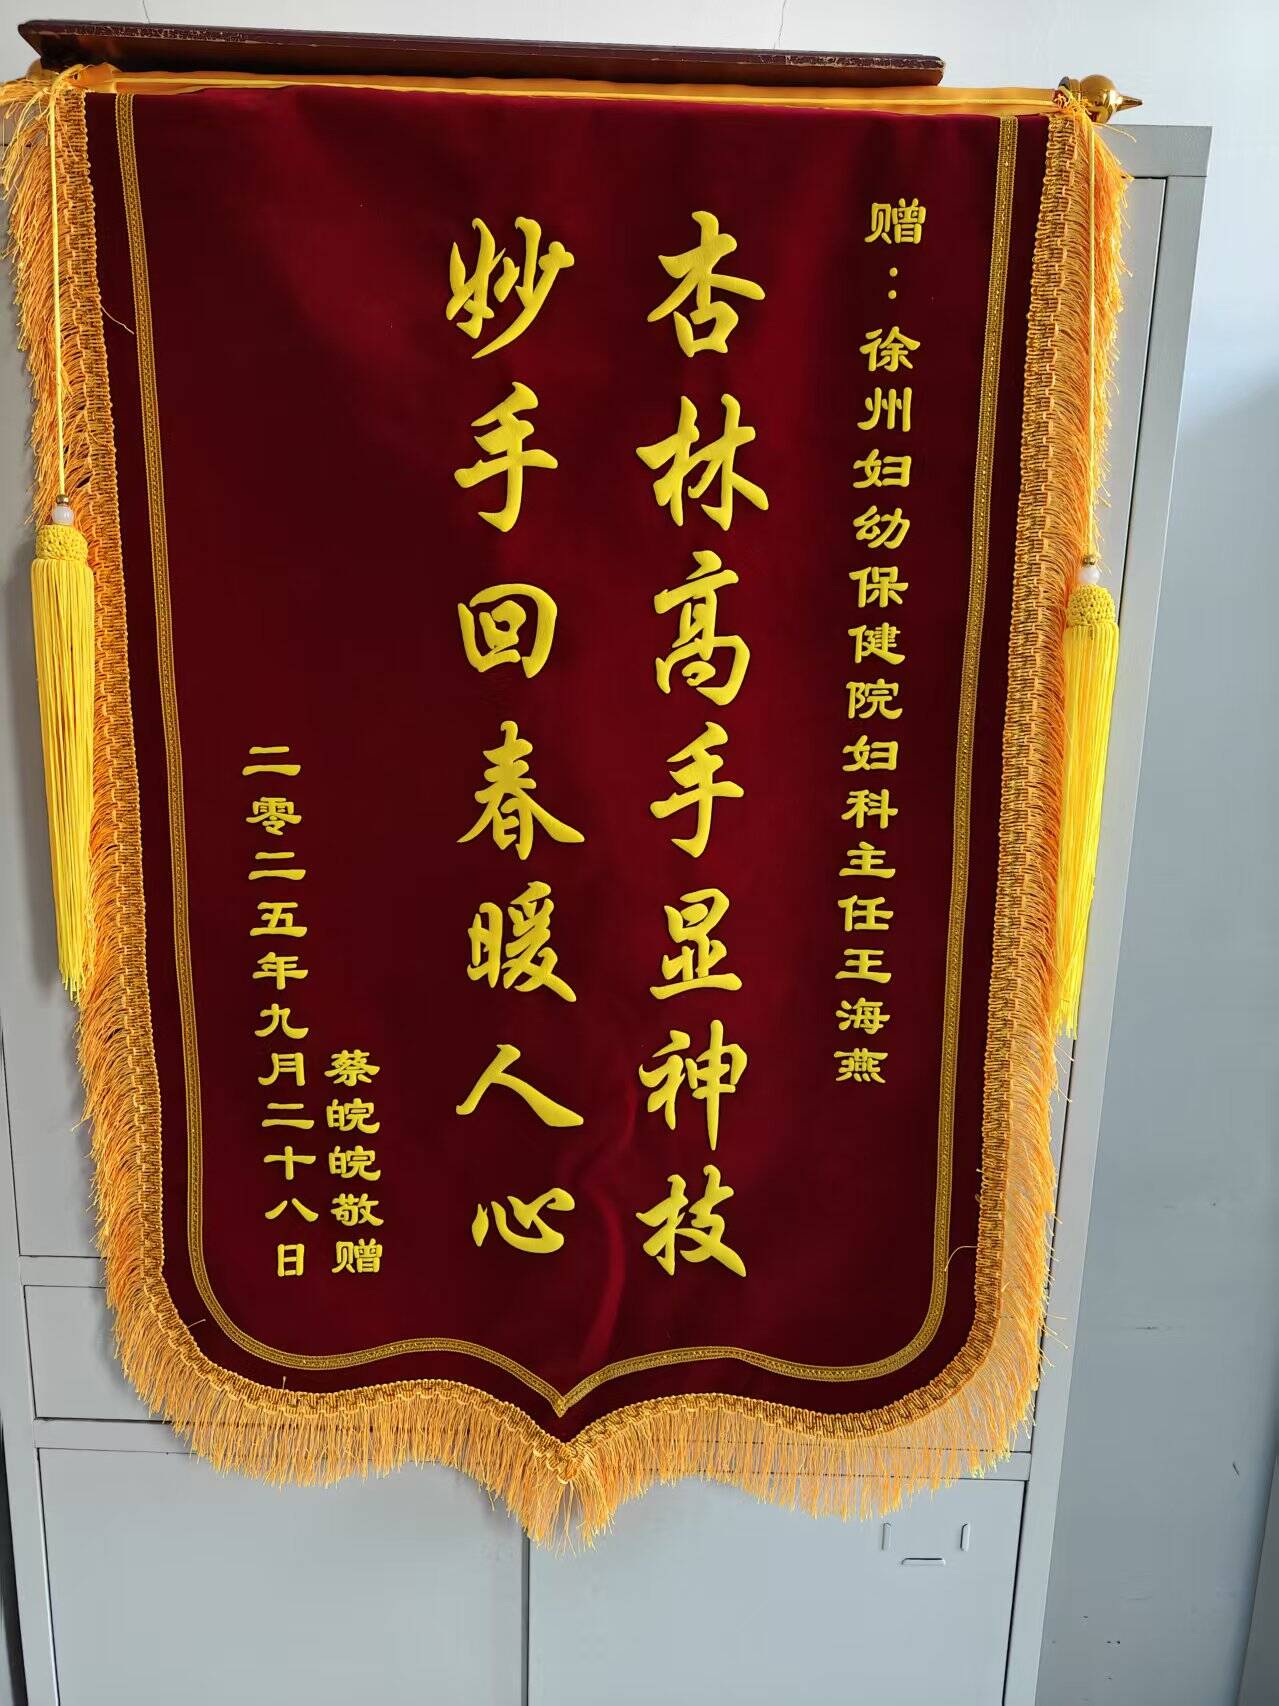 赠：徐州妇幼保健院妇科主任王海燕
杏林高手显神技
妙手回春暖人心
蔡皖皖敬赠
二零二五年九月二十八日